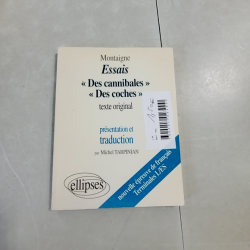 Montaigne
Essais
« Des cannibales »
« Des coches »
texte original
présentation et
traduction
par Michel TARPINIAN
ellipses
nouvelle épreuve de français
Terminales L/ES